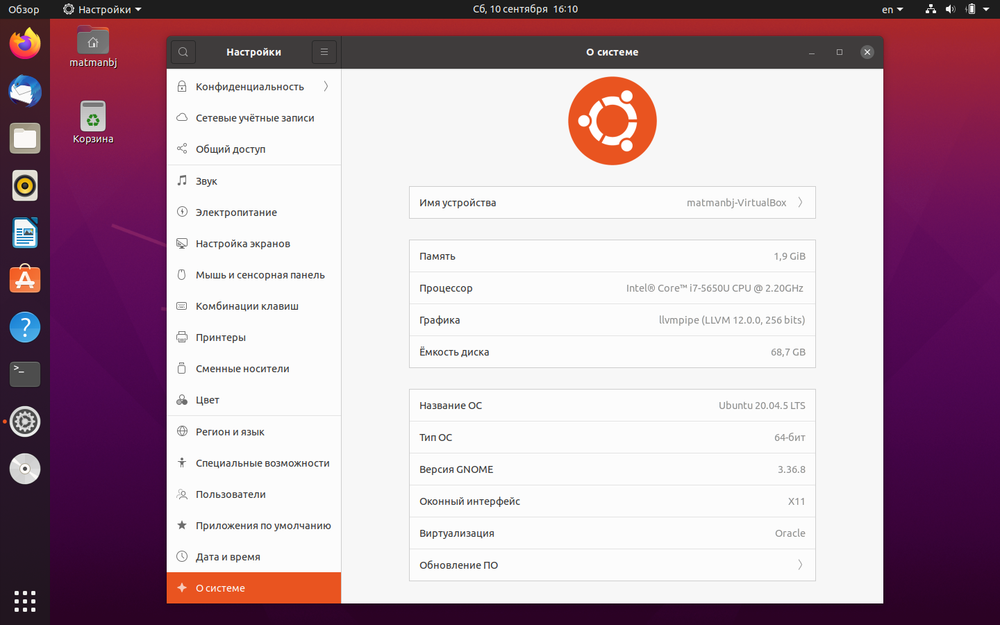 Обзор
Настройки
Сб, 10 сентября 16:10
en
matmanbj
Корзина
Настройки
О системе
Конфиденциальность
Сетевые учётные записи
Общий доступ
Звук
Электропитание
Настройка экранов
Мышь и сенсорная панель
Комбинации клавиш
Принтеры
Сменные носители
Цвет
Регион и язык
Специальные возможности
Пользователи
Приложения по умолчанию
Дата и время
О системе
Имя устройства matmanbj-VirtualBox
Память 1,9 GiB
Процессор Intel® Core™ i7-5650U CPU @ 2.20GHz
Графика llvmpipe (LLVM 12.0.0, 256 bits)
Ёмкость диска 68,7 GB
Название ОС Ubuntu 20.04.5 LTS
Тип ОС 64-бит
Версия GNOME 3.36.8
Оконный интерфейс X11
Виртуализация Oracle
Обновление ПО